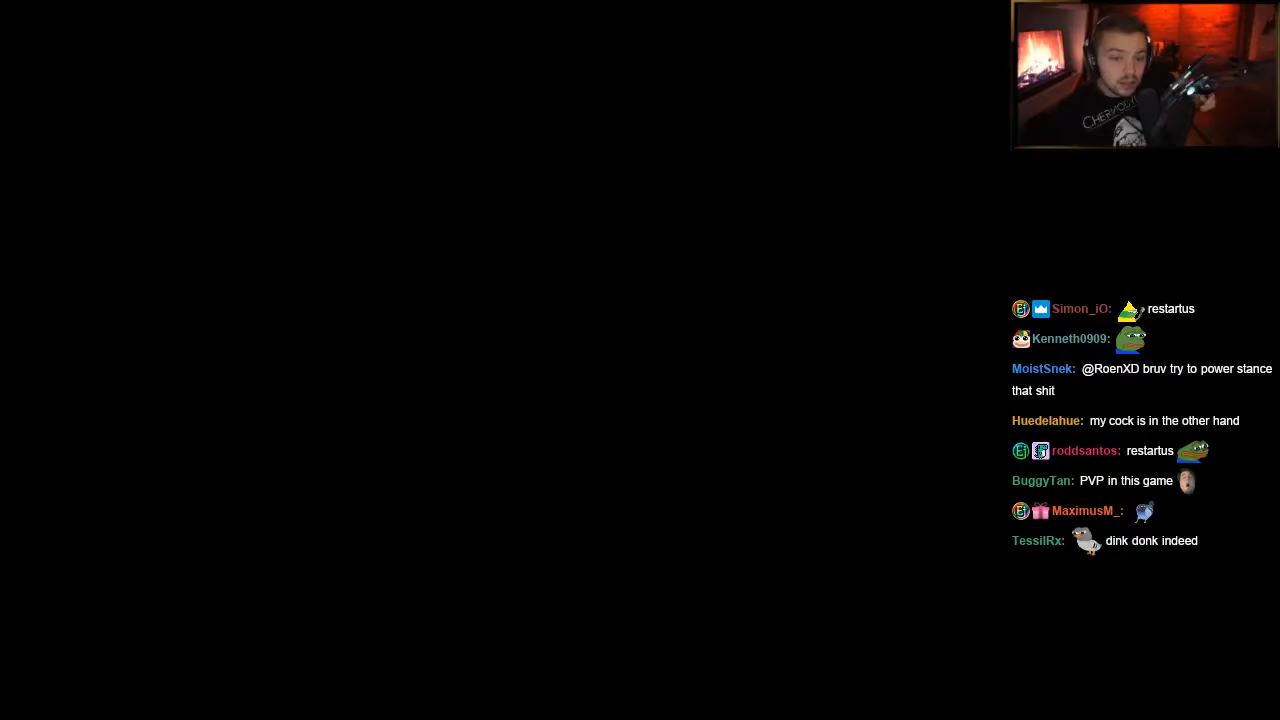 CHERNOBYL
Simon_iO: restartus
Kenneth0909:
MoistSnek: @RoenXD bruv try to power stance
that shit
Huedelahue: my cock is in the other hand
roddsantos: restartus
BuggyTan: PVP in this game
MaximusM_:
TessilRx: dink donk indeed